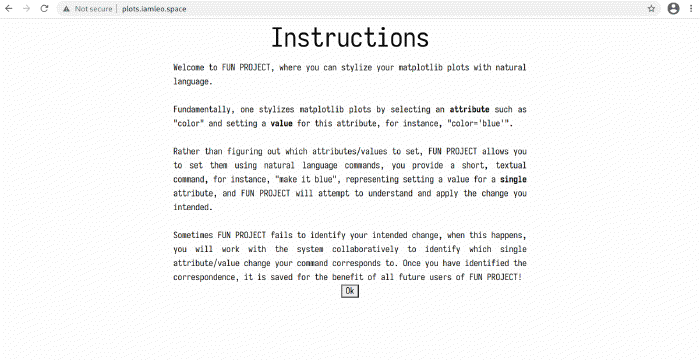 Not secure | plots.iamleo.space
Instructions
Welcome to FUN PROJECT, where you can stylize your matplotlib plots with natural
language.
Fundamentally, one stylizes matplotlib plots by selecting an attribute such as
"color" and setting a value for this attribute, for instance, "color='blue'".
Rather than figuring out which attributes/values to set, FUN PROJECT allows you
to set them using natural language commands, you provide a short, textual
command, for instance, "make it blue", representing setting a value for a single
attribute, and FUN PROJECT will attempt to understand and apply the change you
intended.
Sometimes FUN PROJECT fails to identify your intended change, when this happens,
you will work with the system collaboratively to identify which single
attribute/value change your command corresponds to. Once you have identified the
correspondence, it is saved for the benefit of all future users of FUN PROJECT!
Ok